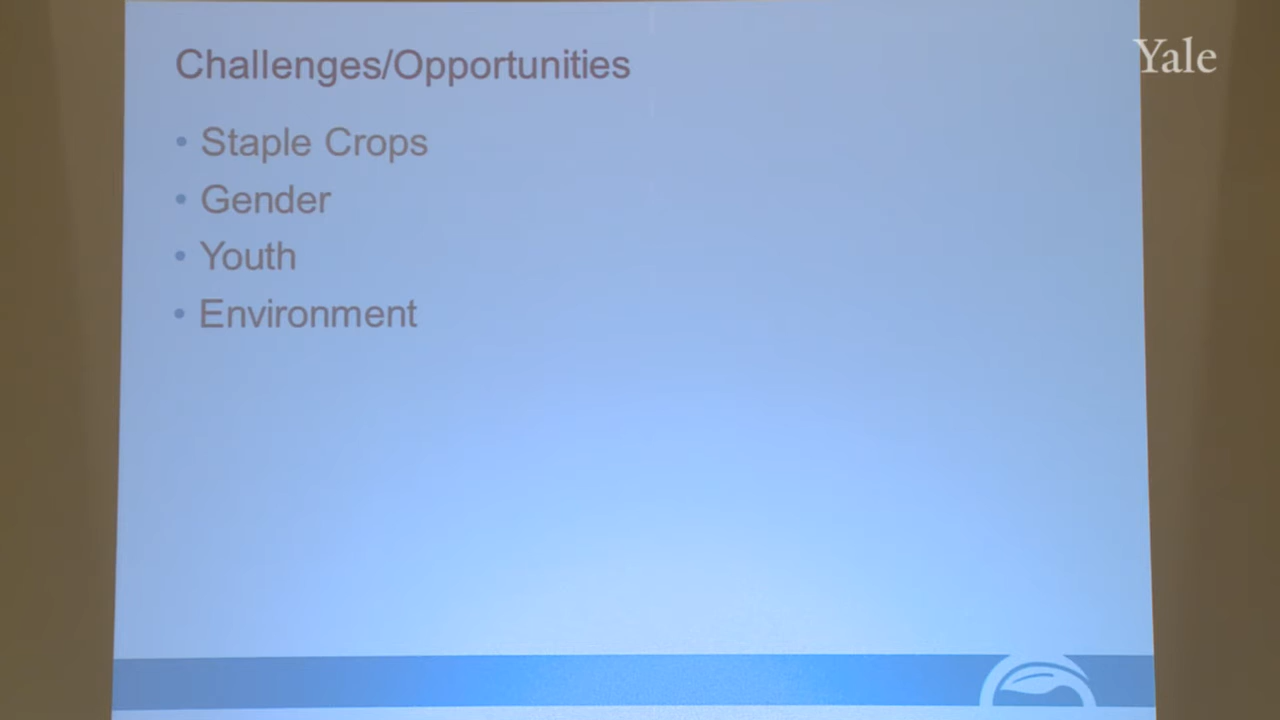 Challenges/Opportunities
Yale
• Staple Crops
• Gender
• Youth
• Environment